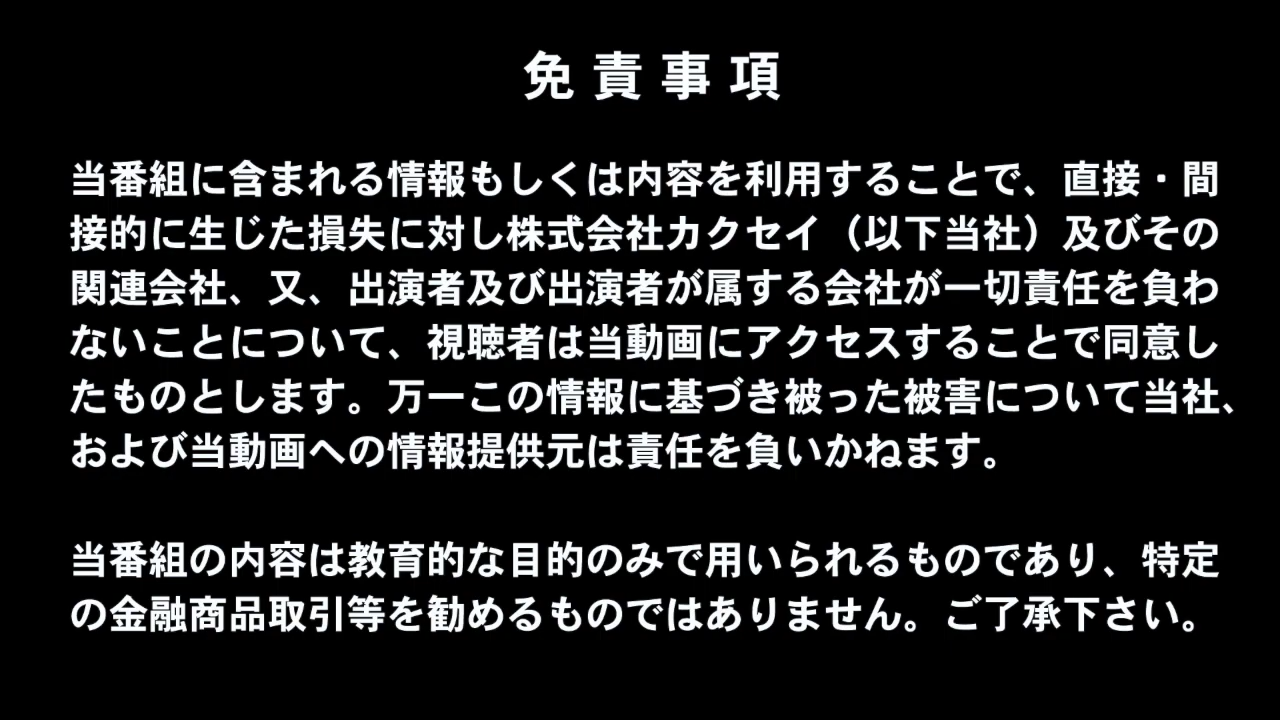 免責事項
当番組に含まれる情報もしくは内容を利用することで、直接・間
接的に生じた損失に対し株式会社カクセイ（以下当社）及びその
関連会社、又、出演者及び出演者が属する会社が一切責任を負わ
ないことについて、視聴者は当動画にアクセスすることで同意し
たものとします。万一この情報に基づき被った被害について当社、
および当動画への情報提供元は責任を負いかねます。
当番組の内容は教育的な目的のみで用いられるものであり、特定
の金融商品取引等を勧めるものではありません。ご了承下さい。